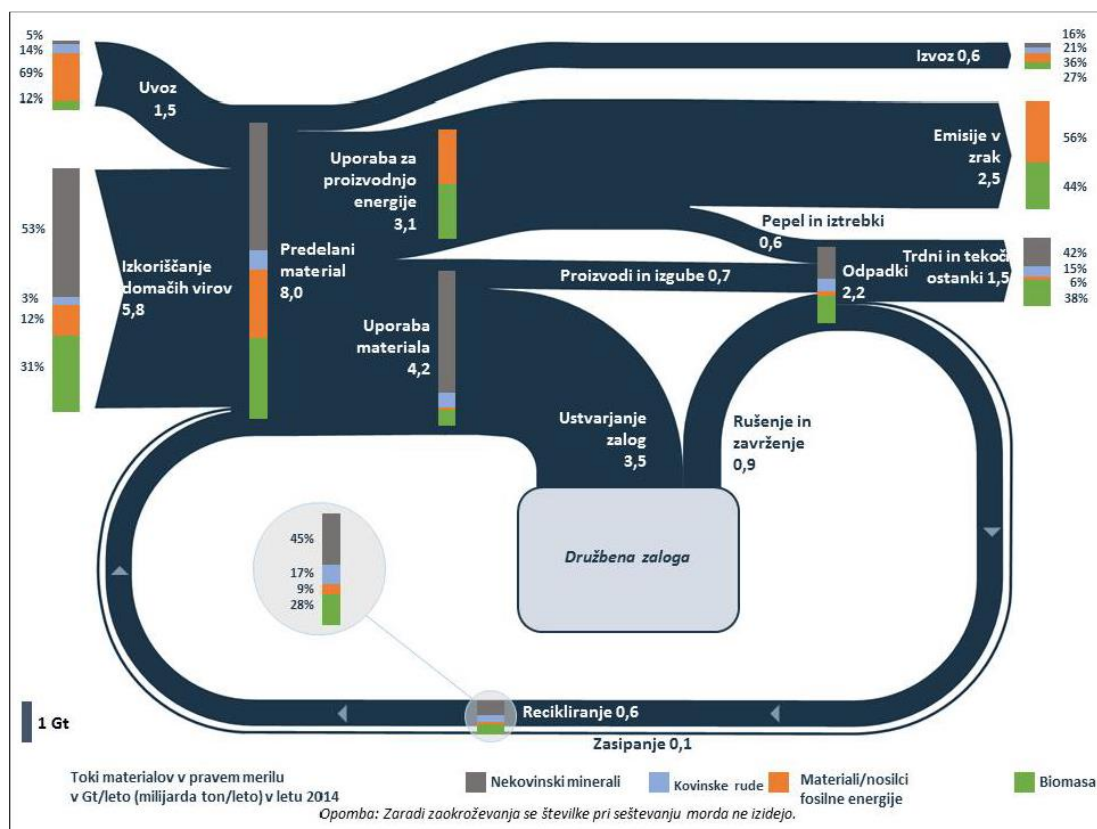 5%
14%
69%
12%
Uvoz
1,5
Izvoz 0,6
16%
21%
36%
27%
53%
3%
12%
31%
Izkoriščanje
domačih virov
5,8
Predelani
material
8,0
Uporaba za
proizvodnjo
energije
3,1
Emisije v
zrak
2,5
56%
44%
Pepel in iztrebki
0,6
Proizvodi in izgube 0,7
Odpadki
2,2
Trdni in tekoči
ostanki 1,5
42%
15%
6%
38%
Uporaba
materiala
4,2
Ustvarjanje
zalog
3,5
Rušenje in
zavrženje
0,9
Družbena zaloga
45%
17%
9%
28%
Recikliranje 0,6
Zasipanje 0,1
1 Gt
Toki materialov v pravem merilu
v Gt/leto (milijarda ton/leto) v letu 2014
Nekovinski minerali
Kovinske rude
Materiali/nosilci
fosilne energije
Biomasa
Opomba: Zaradi zaokroževanja se številke pri seštevanju morda ne izidejo.